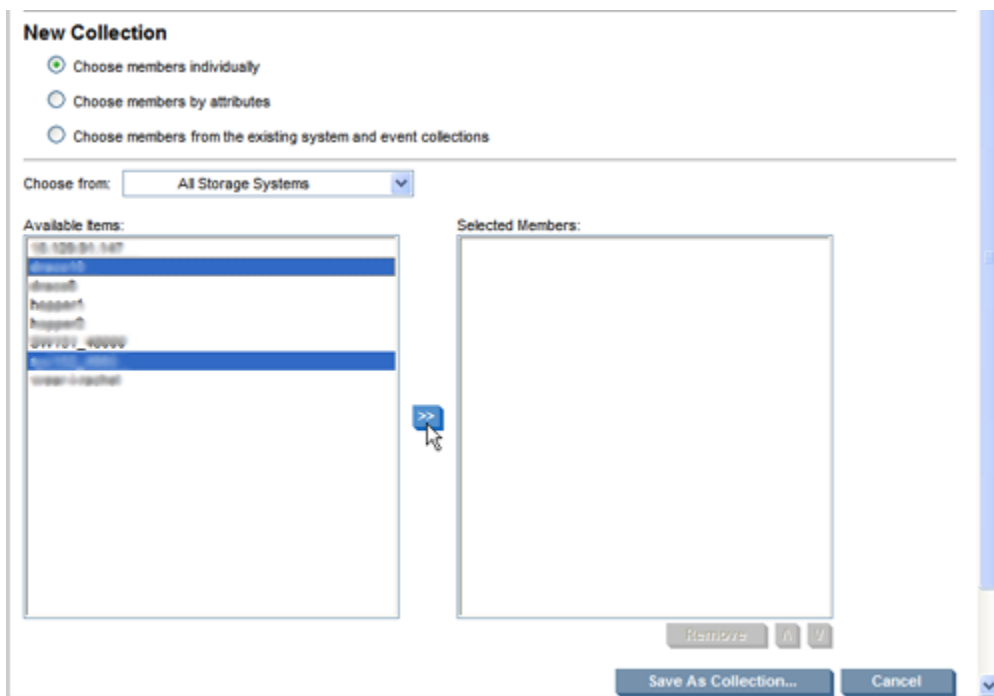 New Collection
Choose members individually
Choose members by attributes
Choose members from the existing system and event collections
Choose from: All Storage Systems
Available Items: Selected Members:
>>
Remove
Save As Collection... Cancel